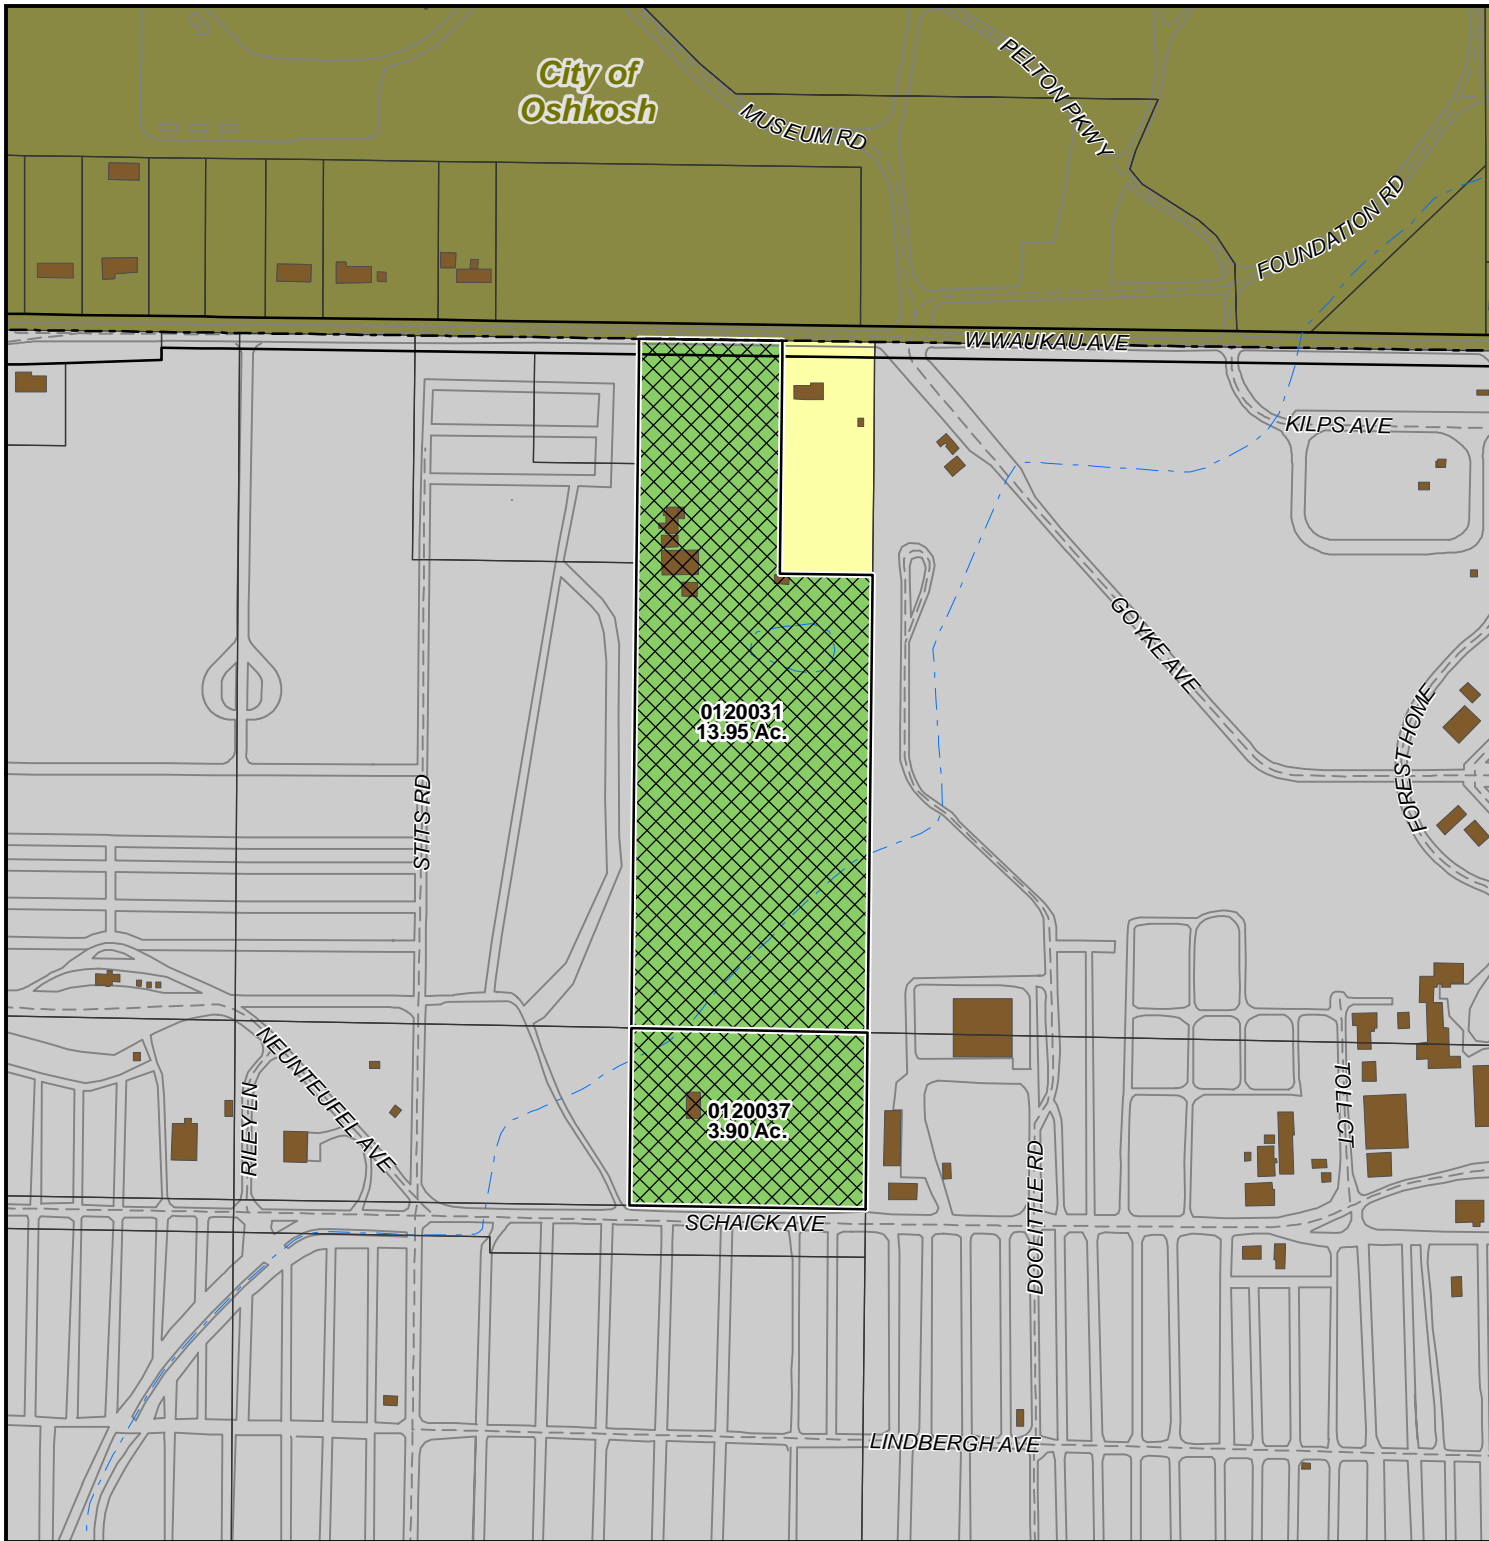 City of
Oshkosh
PELTON PKWY
MUSEUM RD
FOUNDATION RD
W WAUKAU AVE
KILPS AVE
GOYKE AVE
FOREST HOME
0120031
13.95 Ac.
STITS RD
NEUNTEUFEL AVE
RILEY LN
TOLL CT
0120037
3.90 Ac.
DOOLITTLE RD
SCHAICK AVE
LINDBERGH AVE